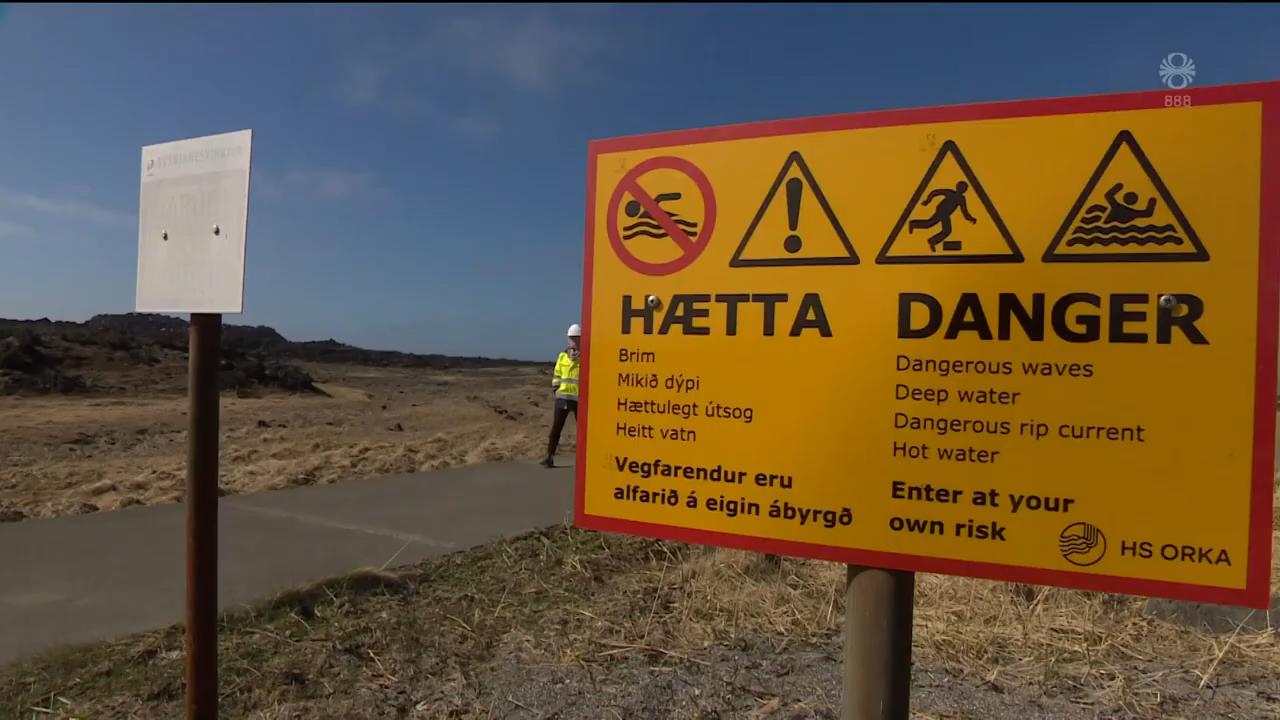 888
HÆTTA
Brim
Mikið dýpi
Hættulegt útsog
Heitt vatn
Vegfarendur eru
alfarið á eigin ábyrgð
DANGER
Dangerous waves
Deep water
Dangerous rip current
Hot water
Enter at your
own risk
HS ORKA